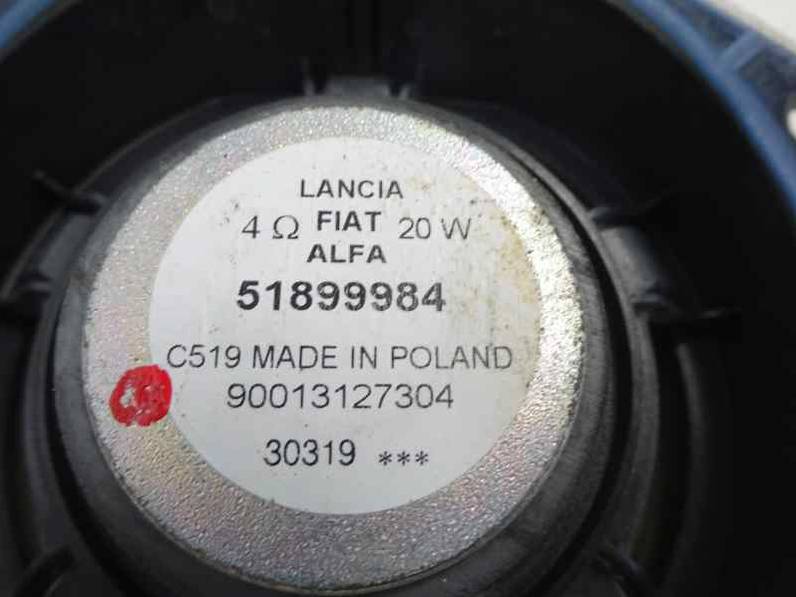 LANCIA
4 Ω FIAT 20 W
ALFA
51899984
C519 MADE IN POLAND
90013127304
30319 ***